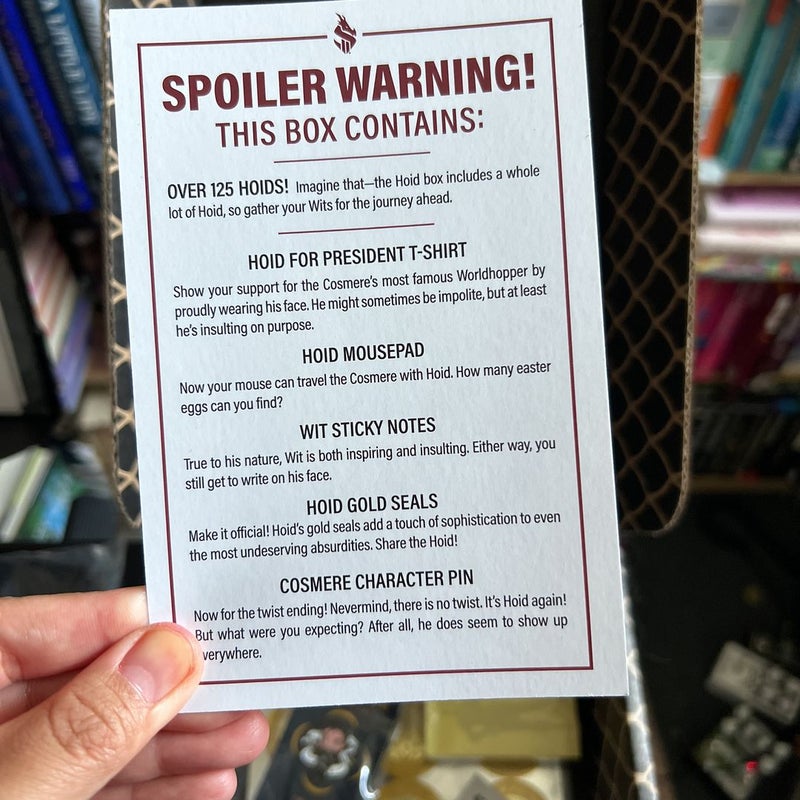 SPOILER WARNING!
THIS BOX CONTAINS:
OVER 125 HOIDS! Imagine that—the Hoid box includes a whole
lot of Hoid, so gather your Wits for the journey ahead.
HOID FOR PRESIDENT T-SHIRT
Show your support for the Cosmere's most famous Worldhopper by
proudly wearing his face. He might sometimes be impolite, but at least
he's insulting on purpose.
HOID MOUSEPAD
Now your mouse can travel the Cosmere with Hoid. How many easter
eggs can you find?
WIT STICKY NOTES
True to his nature, Wit is both inspiring and insulting. Either way, you
still get to write on his face.
HOID GOLD SEALS
Make it official! Hoid's gold seals add a touch of sophistication to even
the most undeserving absurdities. Share the Hoid!
COSMERE CHARACTER PIN
Now for the twist ending! Nevermind, there is no twist. It's Hoid again!
But what were you expecting? After all, he does seem to show up
verywhere.